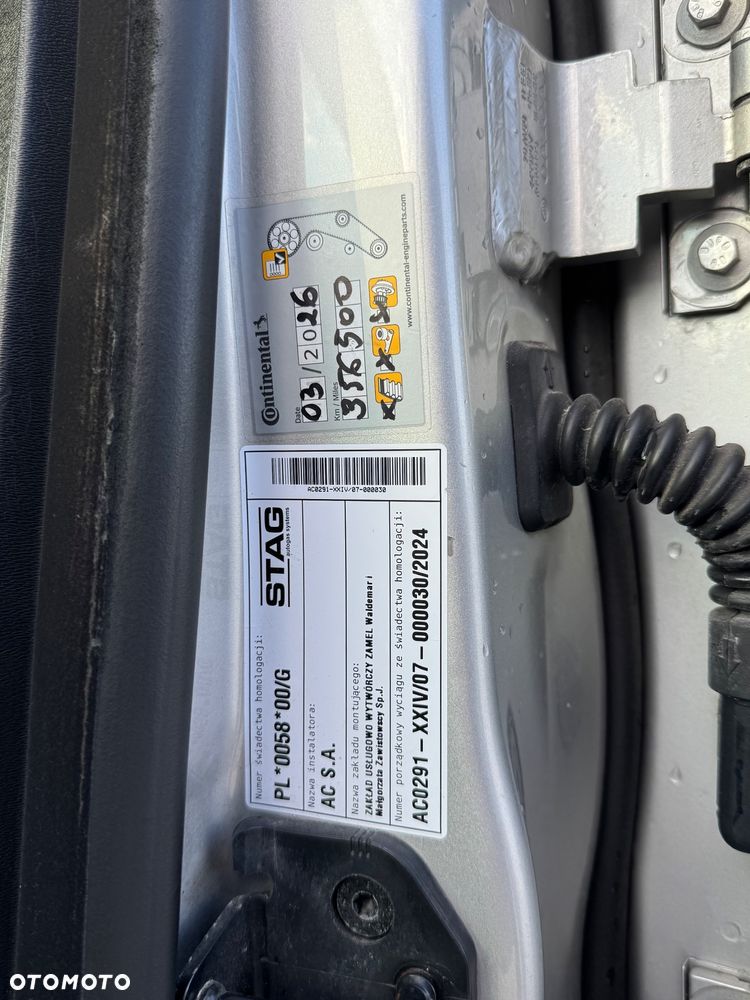 Continental
Date
03/2026
Km / Miles
356500
www.continental-engineparts.com
AC0291-XXIV/07-000030
STAG
autogas systems
Numer świadectwa homologacji:
PL*0058*00/G
Nazwa instalatora:
AC S.A.
Nazwa zakładu montującego:
ZAKŁAD USŁUGOWO WYTWÓRCZY ZAMEL Waldemar i
Małgorzata Zawistowscy Sp.J.
Numer porządkowy wyciągu ze świadectwa homologacji:
AC0291-XXIV/07-000030/2024
OTOMOTO